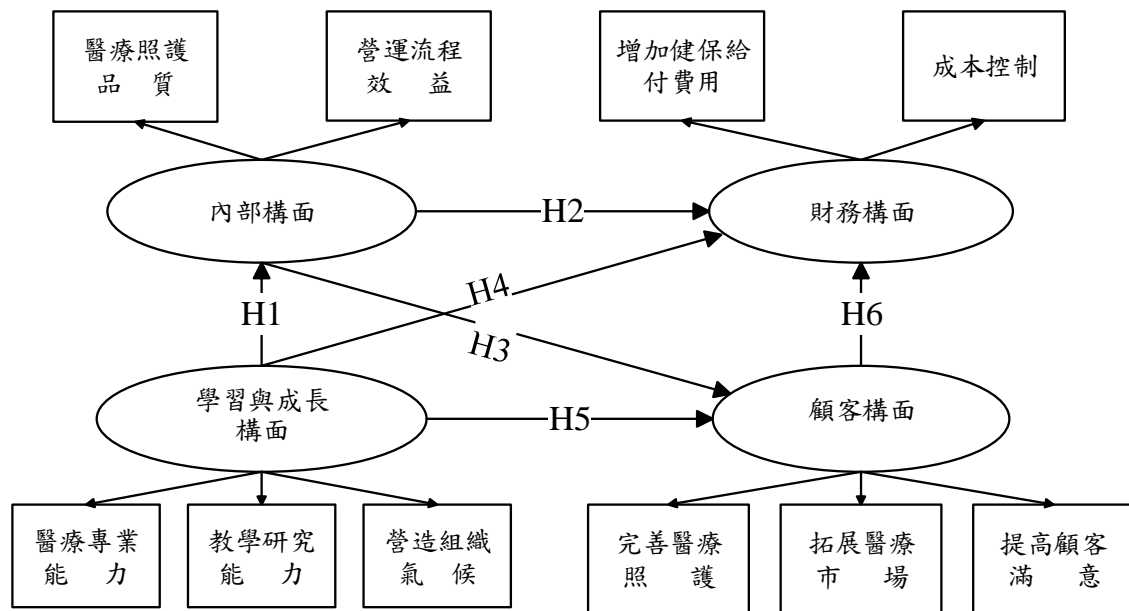 醫療照護
品 質
營運流程
效 益
增加健保給
付費用
成本控制
內部構面
H2
財務構面
H4
H1
H3
H6
學習與成長
構面
H5
顧客構面
醫療專業
能 力
教學研究
能 力
營造組織
氣 候
完善醫療
照 護
拓展醫療
市 場
提高顧客
滿 意